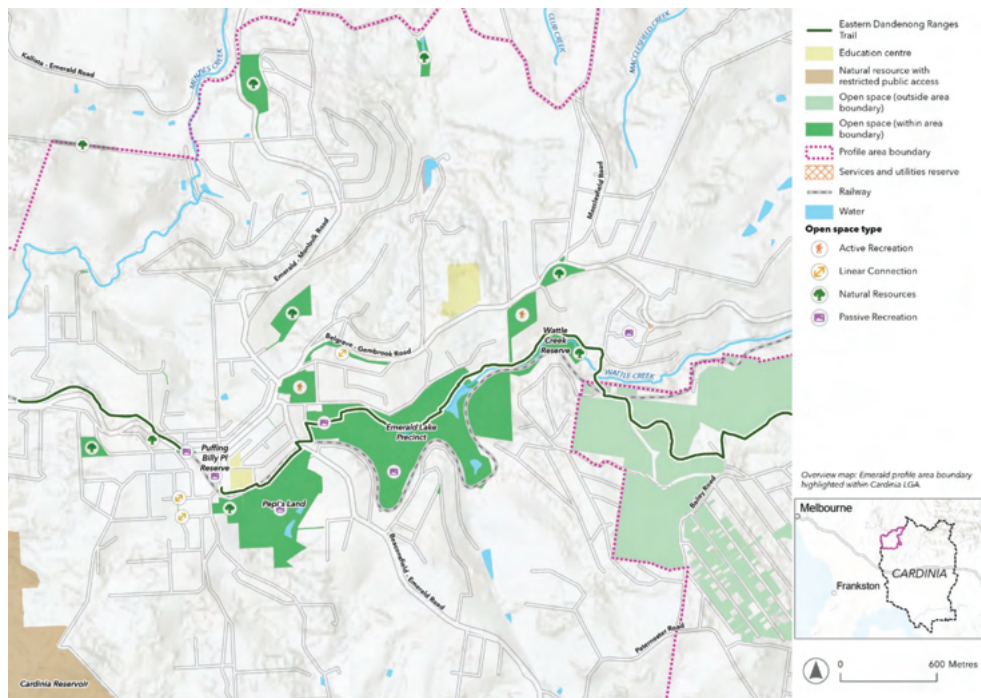 Kallista - Emerald Road
MENZIES CREEK
CLUB CREEK
MACCLESFIELD CREEK
Macclesfield Road
Emerald - Monbulk Road
Belgrave - Gembrook Road
Wattle
Creek
Reserve
WATTLE CREEK
Emerald Lake
Precinct
Puffing
Billy Pl
Reserve
Pepi's Land
Bailey Road
Beaconsfield - Emerald Road
Paternoster Road
Cardinia Reservoir
Eastern Dandenong Ranges
Trail
Education centre
Natural resource with
restricted public access
Open space (outside area
boundary)
Open space (within area
boundary)
Profile area boundary
Services and utilities reserve
Railway
Water
Open space type
Active Recreation
Linear Connection
Natural Resources
Passive Recreation
Overview map: Emerald profile area boundary
highlighted within Cardinia LGA.
Melbourne
Frankston
CARDINIA
0 600 Metres